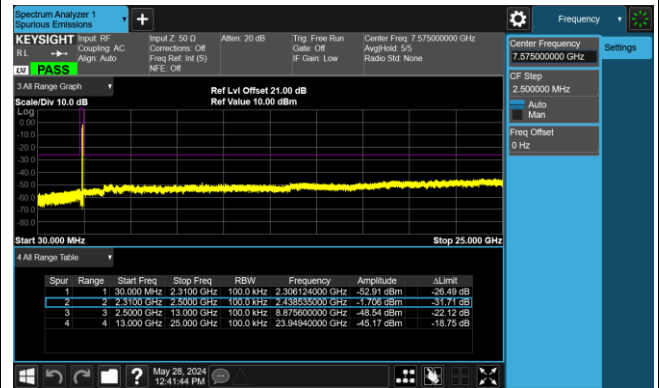 Spectrum Analyzer 1
Spurious Emissions
Frequency
KEYSIGHT
RL
Input: RF
Coupling: AC
Align: Auto
Input Z: 50 Ω
Corrections: Off
Freq Ref: Int (S)
NFE: Off
Atten: 20 dB
Trig: Free Run
Gate: Off
IF Gain: Low
Center Freq: 7.575000000 GHz
Avg|Hold: 5/5
Radio Std: None
LXI
PASS
3 All Range Graph
Scale/Div 10.0 dB
Ref Lvl Offset 21.00 dB
Ref Value 10.00 dBm
Log
0.00
-10.0
-20.0
-30.0
-40.0
-50.0
-60.0
-70.0
-80.0
Start 30.000 MHz
Stop 25.000 GHz
4 All Range Table
Spur Range Start Freq Stop Freq RBW Frequency Amplitude ΔLimit
1 1 30.000 MHz 2.3100 GHz 100.0 kHz 2.306124000 GHz -52.91 dBm -26.49 dB
2 2 2.3100 GHz 2.5000 GHz 100.0 kHz 2.438535000 GHz -1.706 dBm -31.71 dB
3 3 2.5000 GHz 13.000 GHz 100.0 kHz 8.875600000 GHz -48.54 dBm -22.12 dB
4 4 13.000 GHz 25.000 GHz 100.0 kHz 23.94940000 GHz -45.17 dBm -18.75 dB
Center Frequency
7.575000000 GHz
Settings
CF Step
2.500000 MHz
Auto
Man
Freq Offset
0 Hz
May 28, 2024
12:41:44 PM